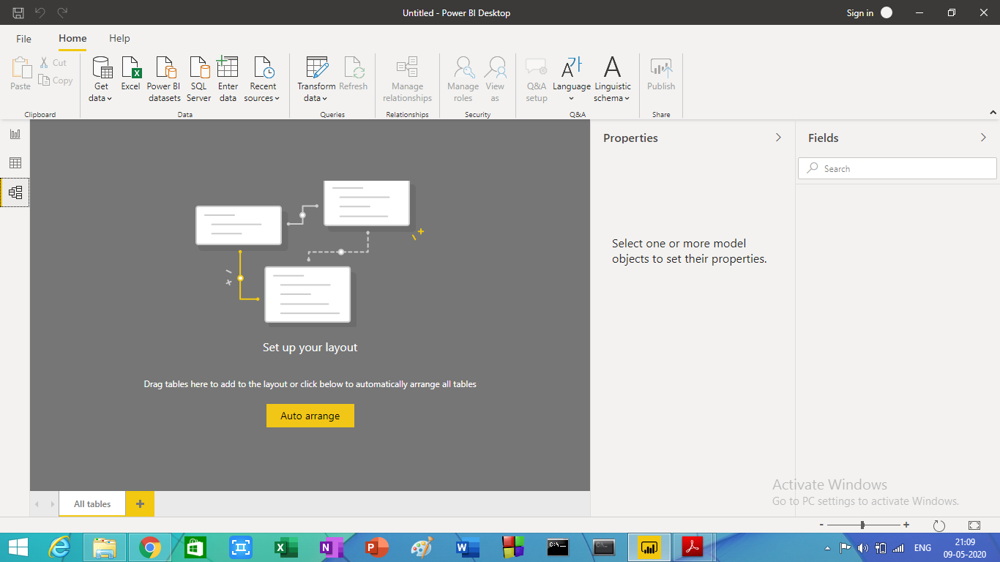 Untitled - Power BI Desktop
Sign in
File Home Help
Paste
Cut
Copy
Clipboard
Get data
Excel
Power BI datasets
SQL Server
Enter data
Recent sources
Data
Transform data
Refresh
Queries
Manage relationships
Relationships
Manage roles
View as
Security
Q&A setup
Language
Linguistic schema
Q&A
Publish
Share
Properties
Fields
Search
Select one or more model
objects to set their properties.
Set up your layout
Drag tables here to add to the layout or click below to automatically arrange all tables
Auto arrange
Activate Windows
Go to PC settings to activate Windows.
All tables
ENG
21:09
09-05-2020